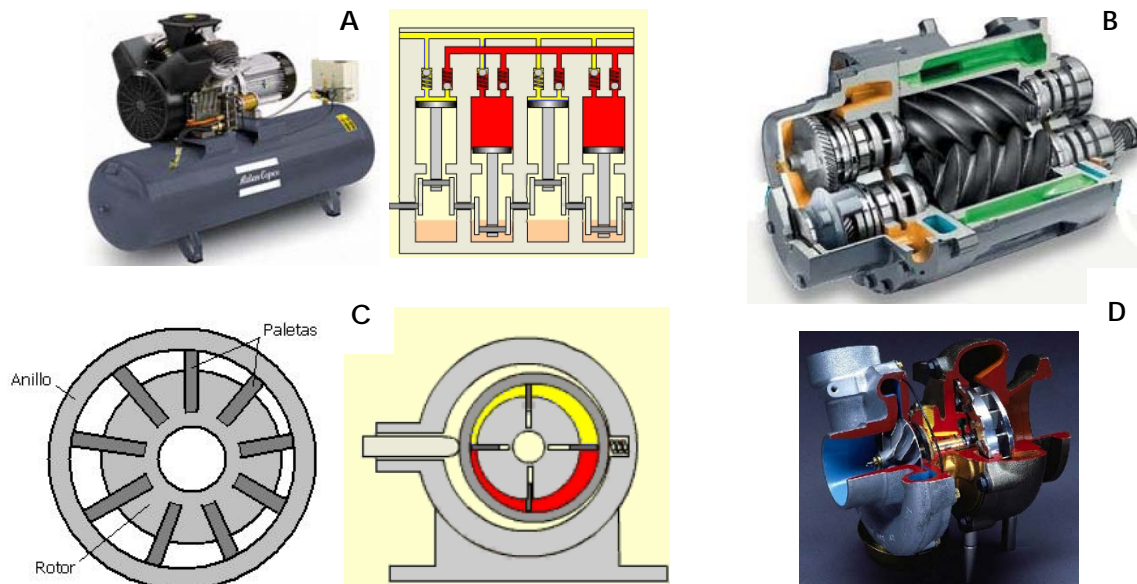 A
B
Atlas Copco
C
D
Paletas
Anillo
Rotor